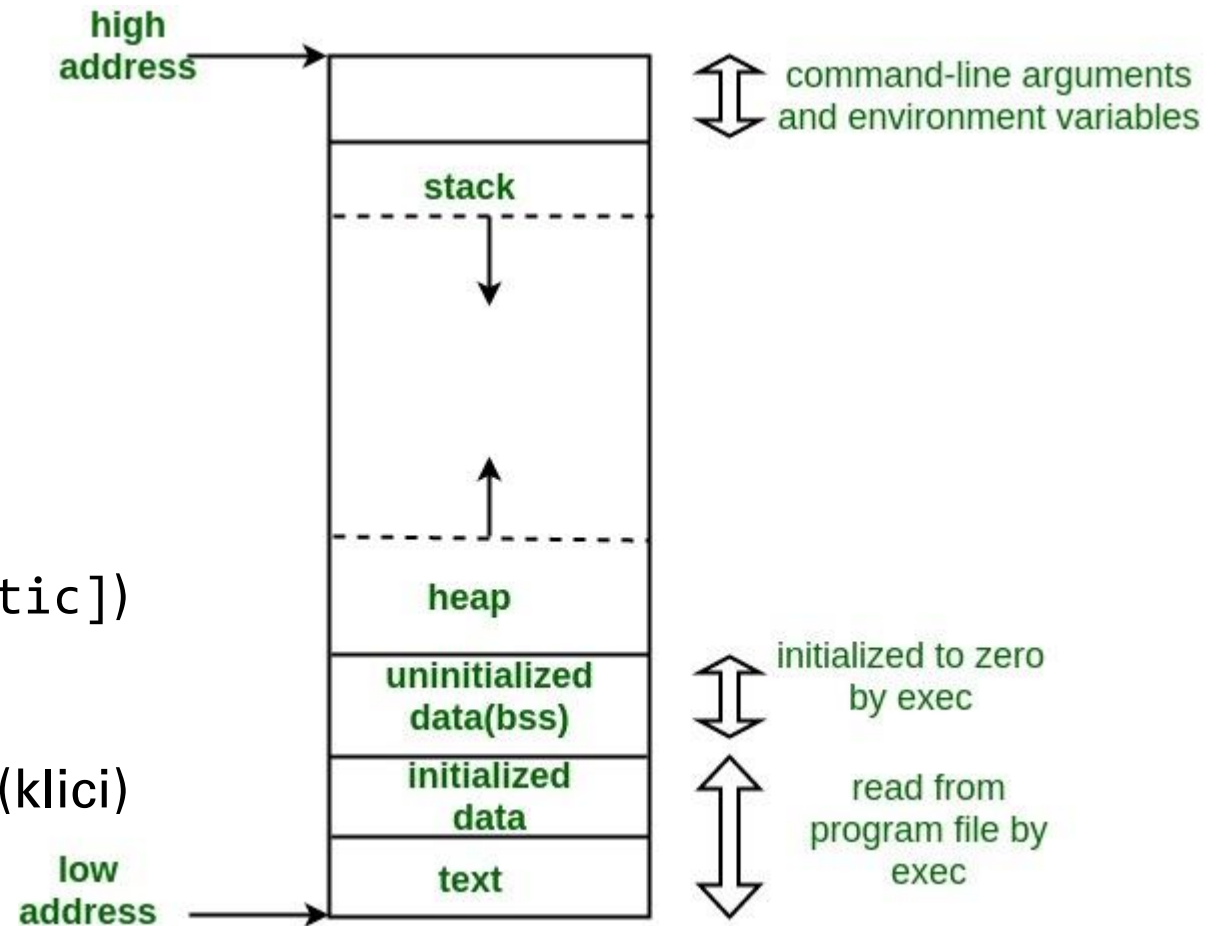 high
address
command-line arguments
and environment variables
stack
tic])
heap
uninitialized
data(bss)
initialized to zero
by exec
(klici)
initialized
data
read from
program file by
exec
low
address
text